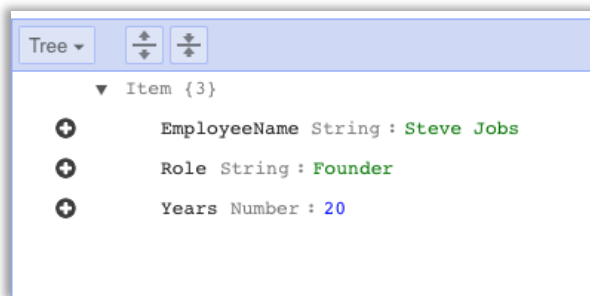 Tree
Item {3}
EmployeeName String : Steve Jobs
Role String : Founder
Years Number : 20